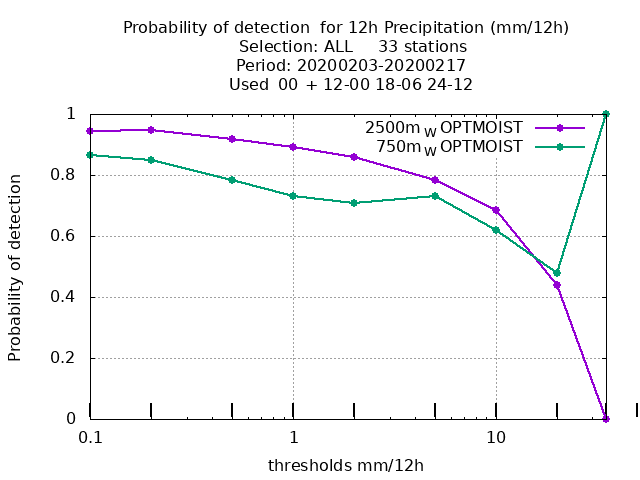 Probability of detection  for 12h Precipitation (mm/12h)
Selection: ALL     33 stations
Period: 20200203-20200217
Used  00 + 12-00 18-06 24-12
2500m W OPTMOIST
750m W OPTMOIST
Probability of detection
1
0.8
0.6
0.4
0.2
0
0.1
1
10
thresholds mm/12h